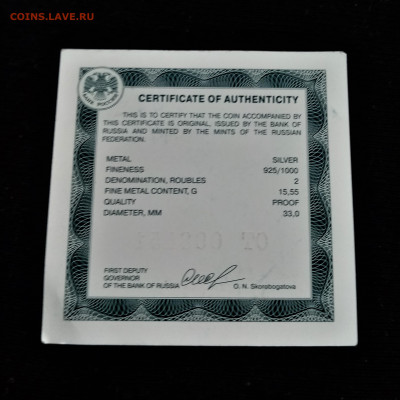 COINS.LAVE.RU
БАНК РОССИИ
CERTIFICATE OF AUTHENTICITY
THIS IS TO CERTIFY THAT THE COIN ACCOMPANIED BY
THIS CERTIFICATE IS ORIGINAL, ISSUED BY THE BANK OF
RUSSIA AND MINTED BY THE MINTS OF THE RUSSIAN
FEDERATION.
METAL SILVER
FINENESS 925/1000
DENOMINATION, ROUBLES 2
FINE METAL CONTENT, G 15,55
QUALITY PROOF
DIAMETER, MM 33,0
FIRST DEPUTY
GOVERNOR
OF THE BANK OF RUSSIA O. N. Skorobogatova